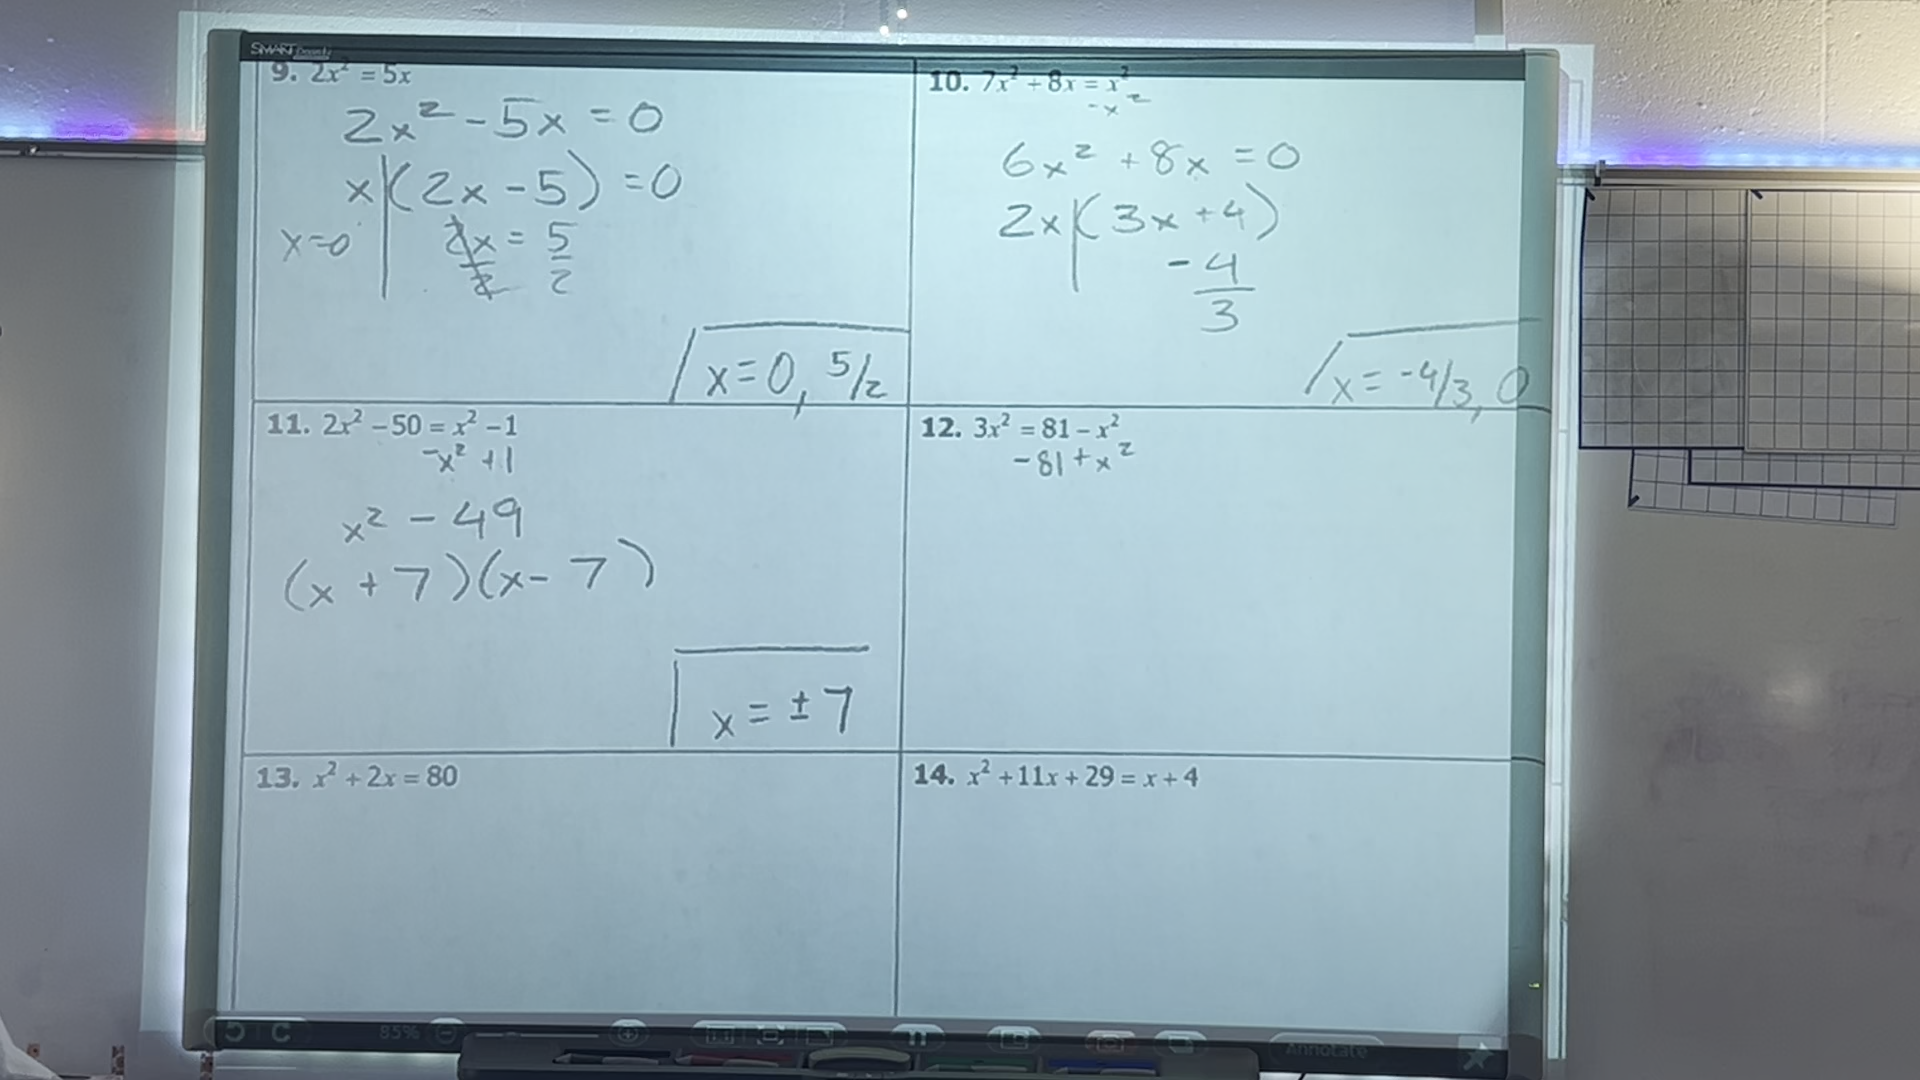 SMART
9. 2x² = 5x
2x² - 5x = 0
x (2x - 5) = 0
x=0 2x/2 = 5/2
x = 0, 5/2
10. 7x² + 8x = x²
-x²
6x² + 8x = 0
2x (3x + 4)
-4/3
x = -4/3, 0
11. 2x² - 50 = x² - 1
-x² +1
x² - 49
(x + 7)(x - 7)
x = ± 7
12. 3x² = 81 - x²
-81 + x²
13. x² + 2x = 80
14. x² + 11x + 29 = x + 4
85%
Annotate